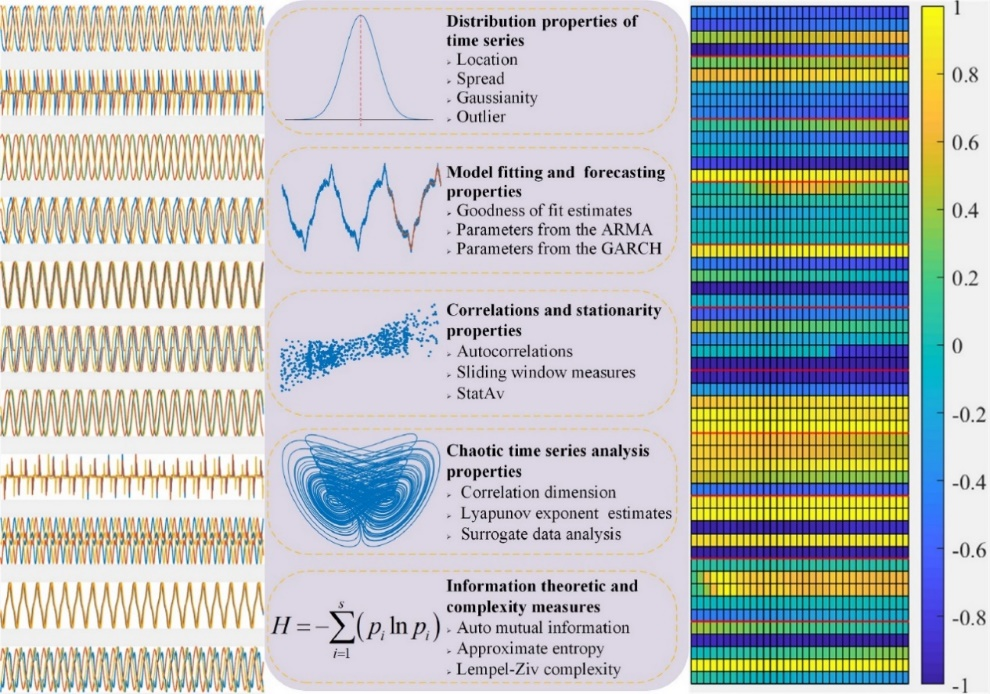 Distribution properties of
time series
➢ Location
➢ Spread
➢ Gaussianity
➢ Outlier
Model fitting and forecasting
properties
➢ Goodness of fit estimates
➢ Parameters from the ARMA
➢ Parameters from the GARCH
Correlations and stationarity
properties
➢ Autocorrelations
➢ Sliding window measures
➢ StatAv
Chaotic time series analysis
properties
➢ Correlation dimension
➢ Lyapunov exponent estimates
➢ Surrogate data analysis
H = -∑_{i=1}^{s}(p_i ln p_i)
Information theoretic and
complexity measures
➢ Auto mutual information
➢ Approximate entropy
➢ Lempel-Ziv complexity
1
0.8
0.6
0.4
0.2
0
-0.2
-0.4
-0.6
-0.8
-1